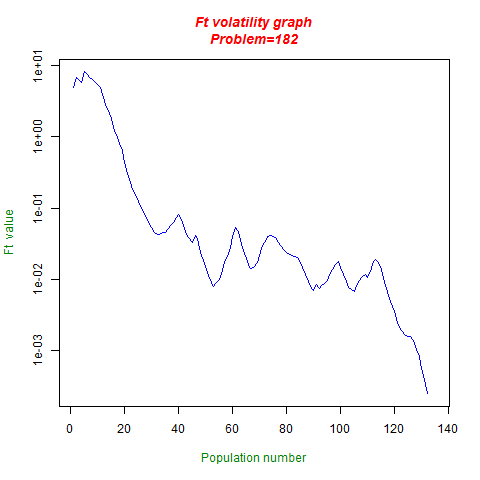 Ft volatility graph
Problem=182
1e+01
1e+00
1e-01
1e-02
1e-03
Ft value
0 20 40 60 80 100 120 140
Population number